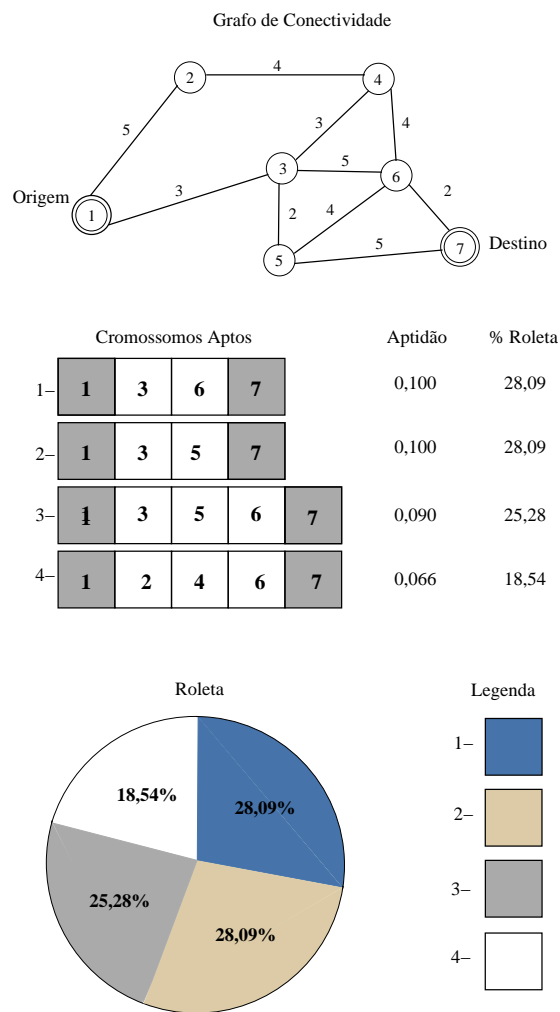 Grafo de Conectividade
4
2
4
5
3
4
3
5
6
2
Origem
3
1
2
4
5
5
7
Destino
Cromossomos Aptos Aptidão % Roleta
1– 1 3 6 7 0,100 28,09
2– 1 3 5 7 0,100 28,09
3– 1 3 5 6 7 0,090 25,28
4– 1 2 4 6 7 0,066 18,54
Roleta
Legenda
18,54%
28,09%
25,28%
28,09%
1–
2–
3–
4–